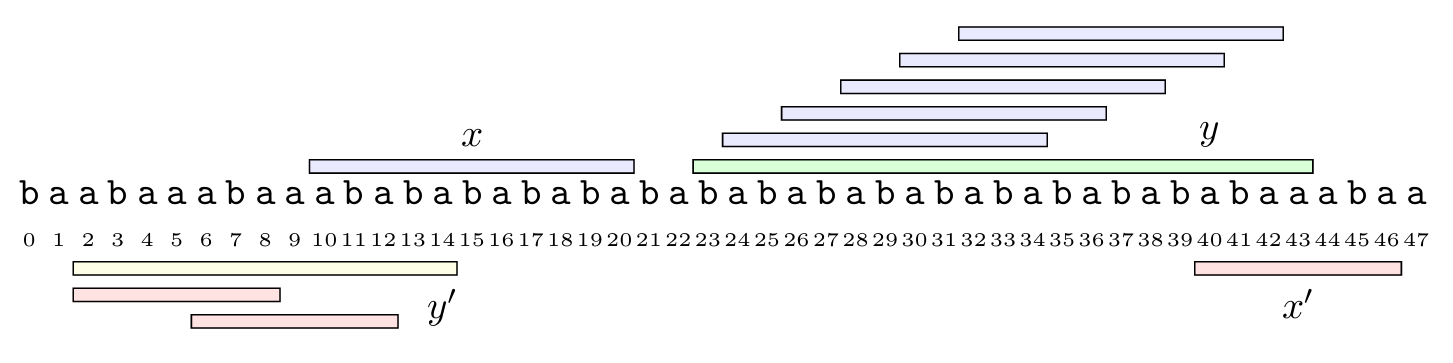 x
y
b a a b a a a b a a a b a b a b a b a b a b a b a b a b a b a b a b a b a b a b a b a a a b a a
0 1 2 3 4 5 6 7 8 9 10 11 12 13 14 15 16 17 18 19 20 21 22 23 24 25 26 27 28 29 30 31 32 33 34 35 36 37 38 39 40 41 42 43 44 45 46 47
y′ x′